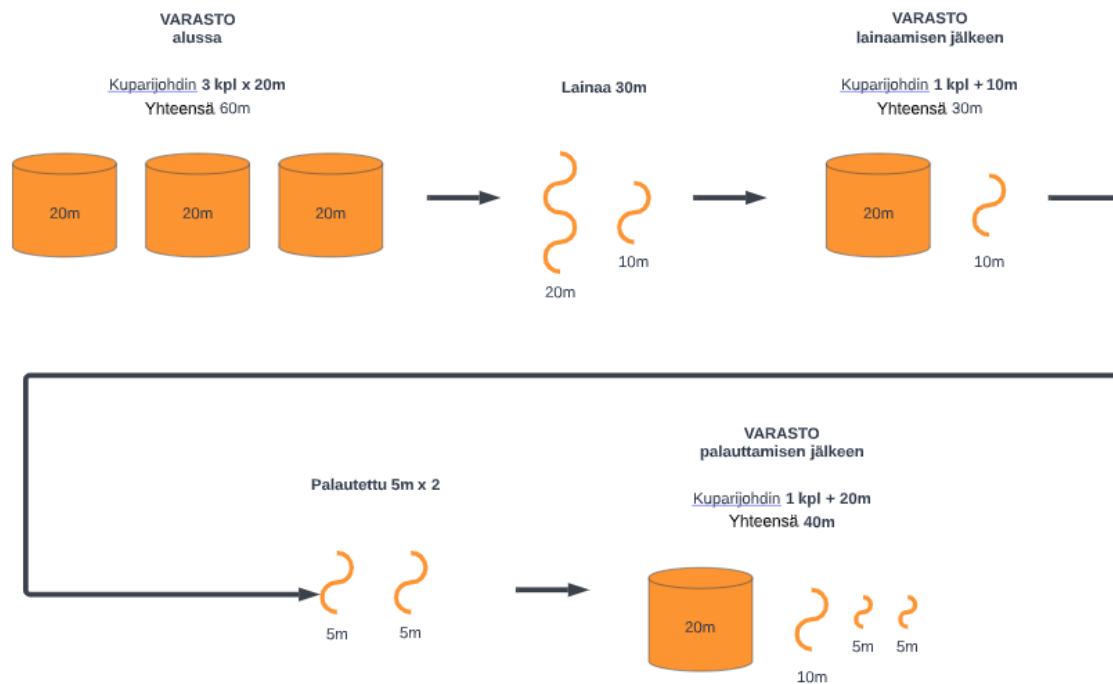 VARASTO
alussa
Kuparijohdin 3 kpl x 20m
Yhteensä 60m
20m
20m
20m
Lainaa 30m
20m
10m
VARASTO
lainaamisen jälkeen
Kuparijohdin 1 kpl + 10m
Yhteensä 30m
20m
10m
Palautettu 5m x 2
5m
5m
VARASTO
palauttamisen jälkeen
Kuparijohdin 1 kpl + 20m
Yhteensä 40m
20m
10m
5m
5m